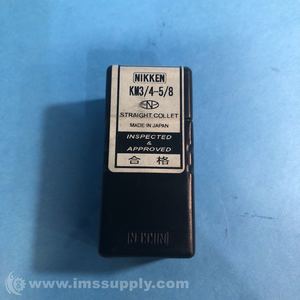 NIKKEN
KM3/4-5/8
N
STRAIGHT COLLET
MADE IN JAPAN
INSPECTED
&
APPROVED
合格
NIKKEN
www.imssupply.com